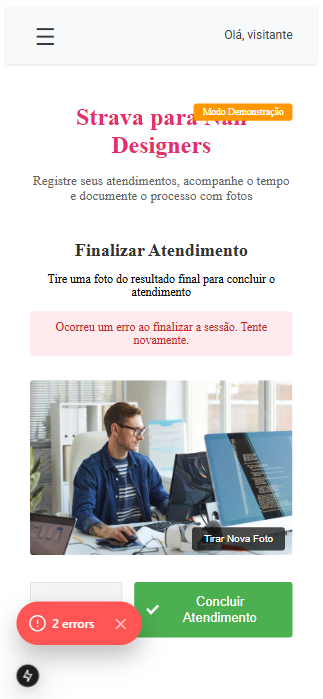 Olá, visitante
Modo Demonstração
Strava para Nail
Designers
Registre seus atendimentos, acompanhe o tempo
e documente o processo com fotos
Finalizar Atendimento
Tire uma foto do resultado final para concluir o
atendimento
Ocorreu um erro ao finalizar a sessão. Tente
novamente.
Tirar Nova Foto
Concluir
Atendimento
2 errors